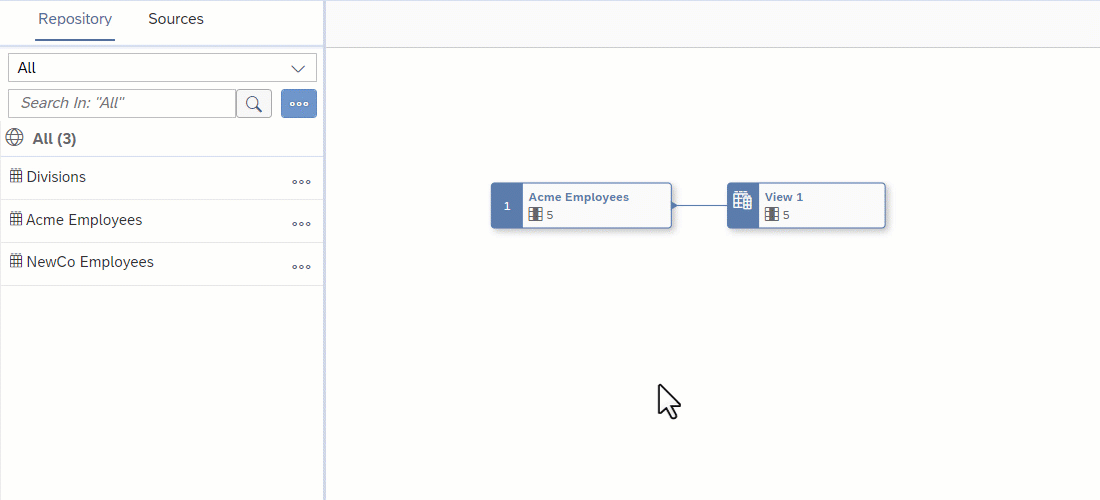 Repository Sources
All
Search In: "All"
All (3)
Divisions
Acme Employees
NewCo Employees
1
Acme Employees
5
View 1
5